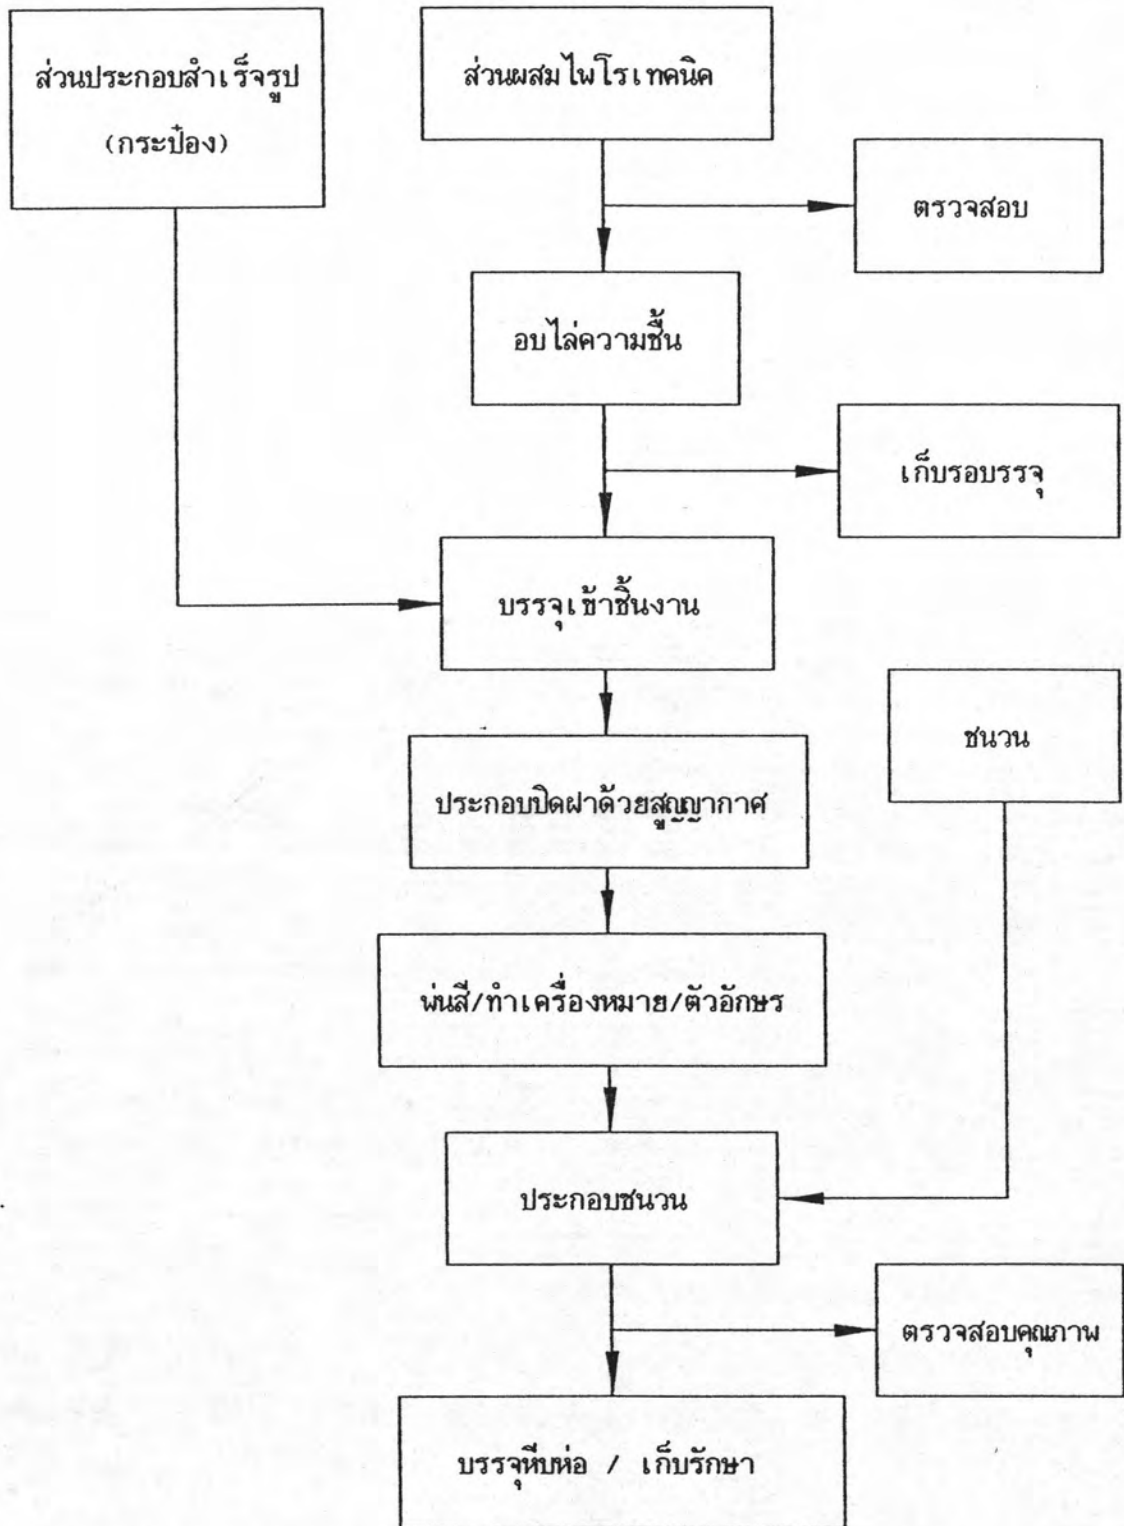 ส่วนประกอบสำเร็จรูป
(กระป๋อง)
ส่วนผสมไพโรเทคนิค
ตรวจสอบ
อบไล่ความชื้น
เก็บรอบรรจุ
บรรจุเข้าชิ้นงาน
ชนวน
ประกอบปิดฝาด้วยสูญญากาศ
พ่นสี/ทำเครื่องหมาย/ตัวอักษร
ประกอบชนวน
ตรวจสอบคุณภาพ
บรรจุหีบห่อ / เก็บรักษา